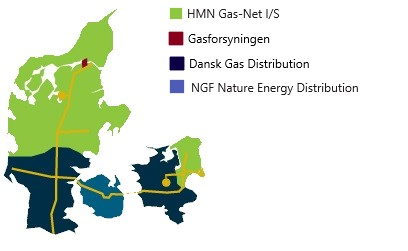 HMN Gas-Net I/S
Gasforsyningen
Dansk Gas Distribution
NGF Nature Energy Distribution